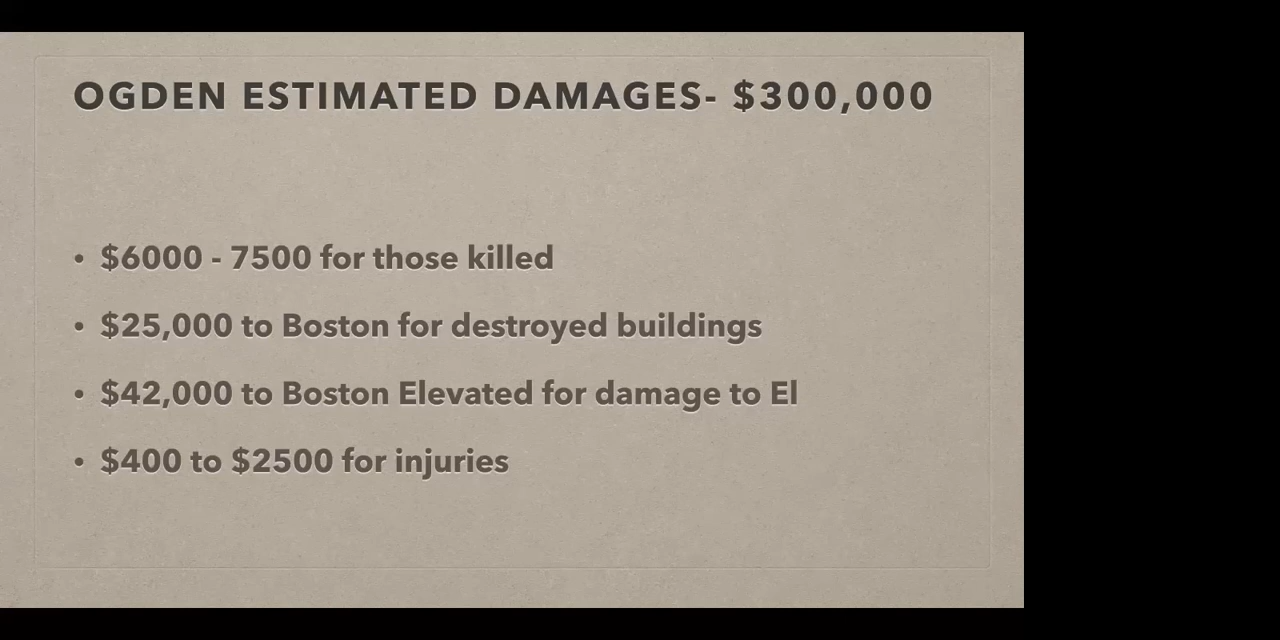 OGDEN ESTIMATED DAMAGES- $300,000
• $6000 - 7500 for those killed
• $25,000 to Boston for destroyed buildings
• $42,000 to Boston Elevated for damage to El
• $400 to $2500 for injuries